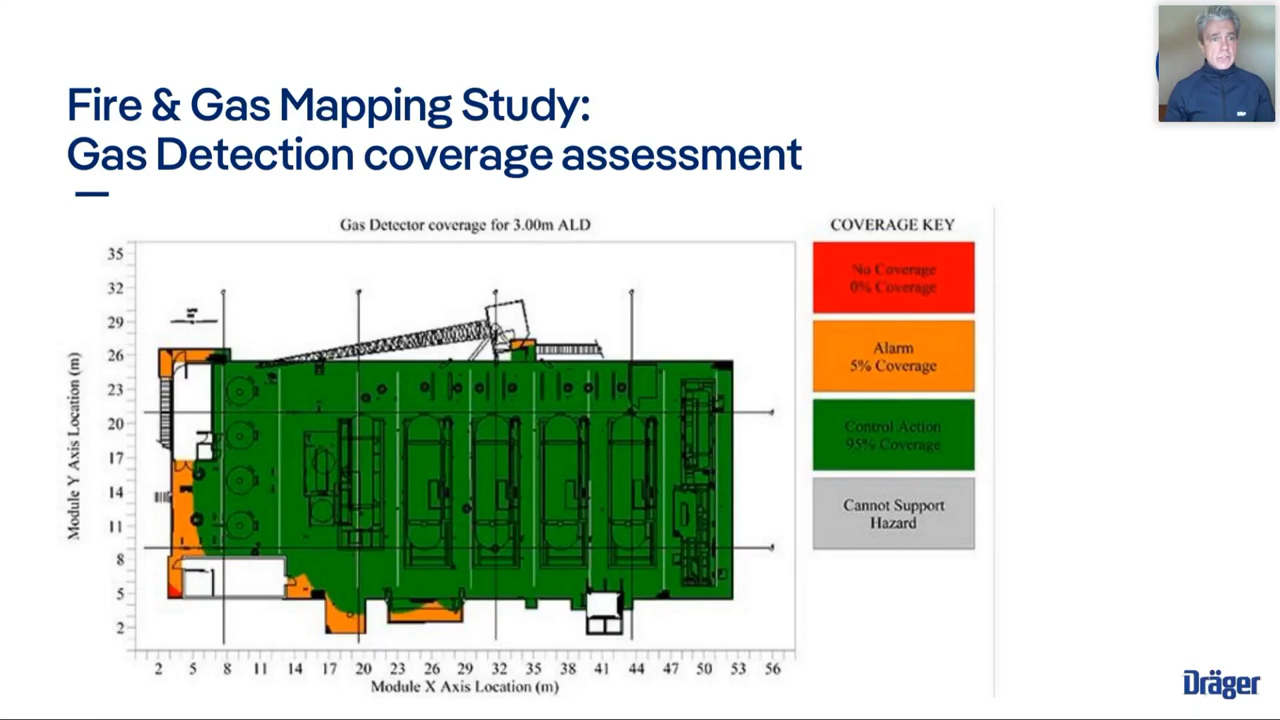 Fire & Gas Mapping Study:
Gas Detection coverage assessment
Gas Detector coverage for 3.00m ALD
COVERAGE KEY
No Coverage
0% Coverage
Alarm
5% Coverage
Control Action
95% Coverage
Cannot Support
Hazard
Module Y Axis Location (m)
35
32
29
26
23
20
17
14
11
8
5
2
2 5 8 11 14 17 20 23 26 29 32 35 38 41 44 47 50 53 56
Module X Axis Location (m)
Dräger